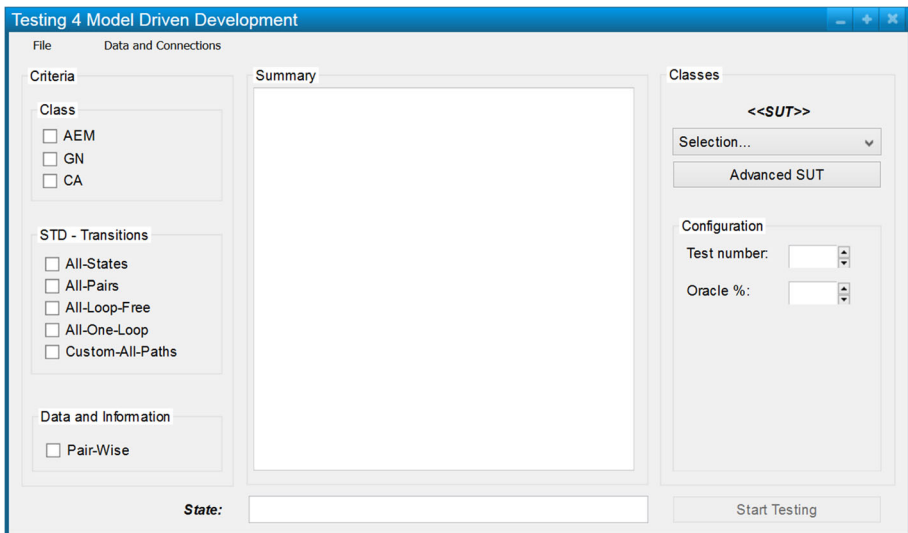 Testing 4 Model Driven Development
File Data and Connections
Criteria
Class
AEM
GN
CA
STD - Transitions
All-States
All-Pairs
All-Loop-Free
All-One-Loop
Custom-All-Paths
Data and Information
Pair-Wise
Summary
Classes
<<SUT>>
Selection...
Advanced SUT
Configuration
Test number:
Oracle %:
State:
Start Testing